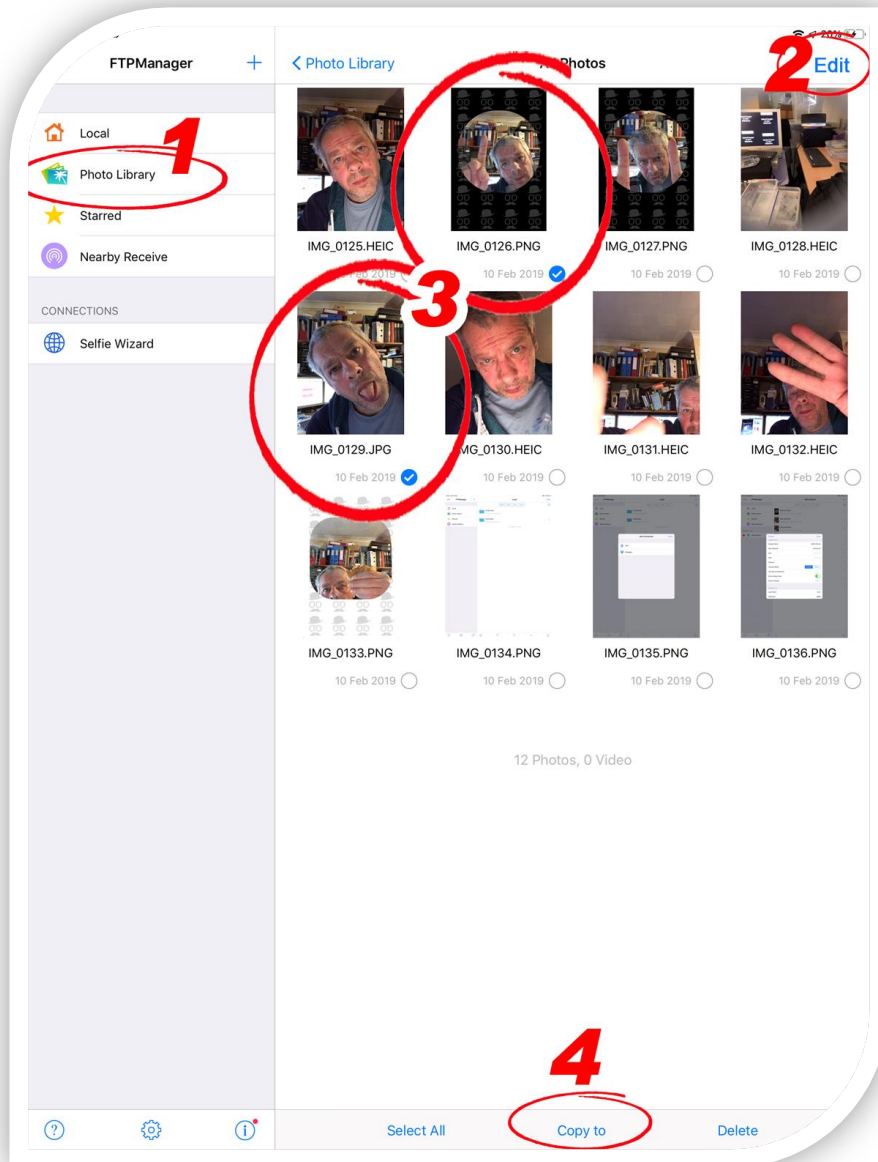 FTPManager
+
Photo Library
Photos
2
Edit
1
Local
Photo Library
Starred
Nearby Receive
CONNECTIONS
Selfie Wizard
IMG_0125.HEIC
IMG_0126.PNG
IMG_0127.PNG
IMG_0128.HEIC
Feb 2019
10 Feb 2019
10 Feb 2019
10 Feb 2019
3
IMG_0129.JPG
IMG_0130.HEIC
IMG_0131.HEIC
IMG_0132.HEIC
10 Feb 2019
10 Feb 2019
10 Feb 2019
10 Feb 2019
IMG_0133.PNG
IMG_0134.PNG
IMG_0135.PNG
IMG_0136.PNG
10 Feb 2019
10 Feb 2019
10 Feb 2019
10 Feb 2019
12 Photos, 0 Video
4
Select All
Copy to
Delete